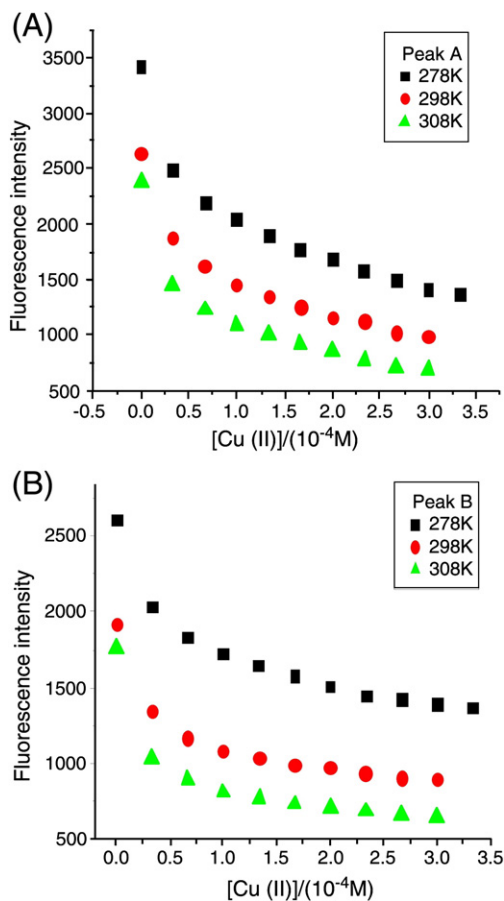 (A)
Peak A
278K
298K
308K
3500
3000
2500
2000
1500
1000
500
Fluorescence intensity
-0.5 0.0 0.5 1.0 1.5 2.0 2.5 3.0 3.5
[Cu (II)]/(10⁻⁴M)
(B)
Peak B
278K
298K
308K
2500
2000
1500
1000
500
Fluorescence intensity
0.0 0.5 1.0 1.5 2.0 2.5 3.0 3.5
[Cu (II)]/(10⁻⁴M)